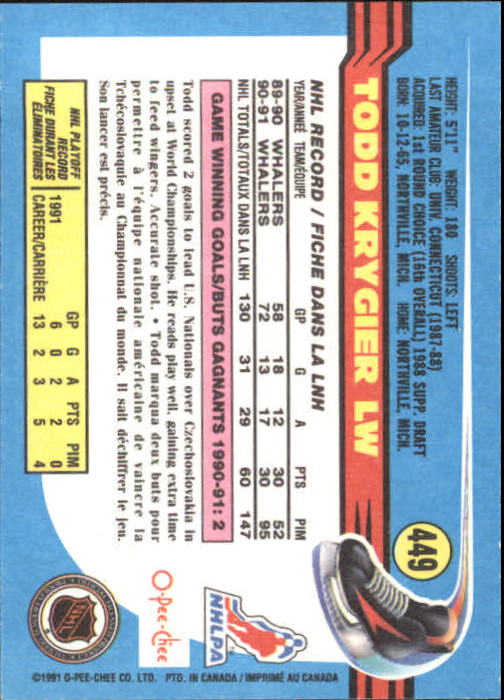 449
TODD KRYGIER LW
HEIGHT: 5'11" WEIGHT: 180 SHOOTS: LEFT
LAST AMATEUR CLUB: UNIV. CONNECTICUT (1987-88)
ACQUIRED: 1st ROUND CHOICE (16th OVERALL) 1988 SUPP. DRAFT
BORN: 10-12-65, NORTHVILLE, MICH. HOME: NORTHVILLE, MICH.
NHL RECORD / FICHE DANS LA LNH
YEAR/ANNÉE TEAM/ÉQUIPE GP G A PTS PIM
89-90 WHALERS 58 18 12 30 52
90-91 WHALERS 72 13 17 30 95
NHL TOTALS/TOTAUX DANS LA LNH 130 31 29 60 147
GAME WINNING GOALS/BUTS GAGNANTS 1990-91: 2
Todd scored 2 goals to lead U.S. Nationals over Czechoslovakia in
upset at World Championships. He reads play well, gaining extra time
to feed wingers. Accurate shot. • Todd marqua deux buts pour
permettre à l'équipe nationale américaine de vaincre la
Tchécoslovaquie au Championnat du monde. Il sait déchiffrer le jeu.
Son lancer est précis.
NHL PLAYOFF
RECORD
FICHE DURANT LES
ÉLIMINATOIRES
GP G A PTS PIM
1991 6 0 2 2 0
CAREER/CARRIÈRE 13 2 3 5 4
NHLPA
O-pee-chee
NHL
©1991 O-PEE-CHEE CO. LTD. PTD. IN CANADA / IMPRIMÉ AU CANADA